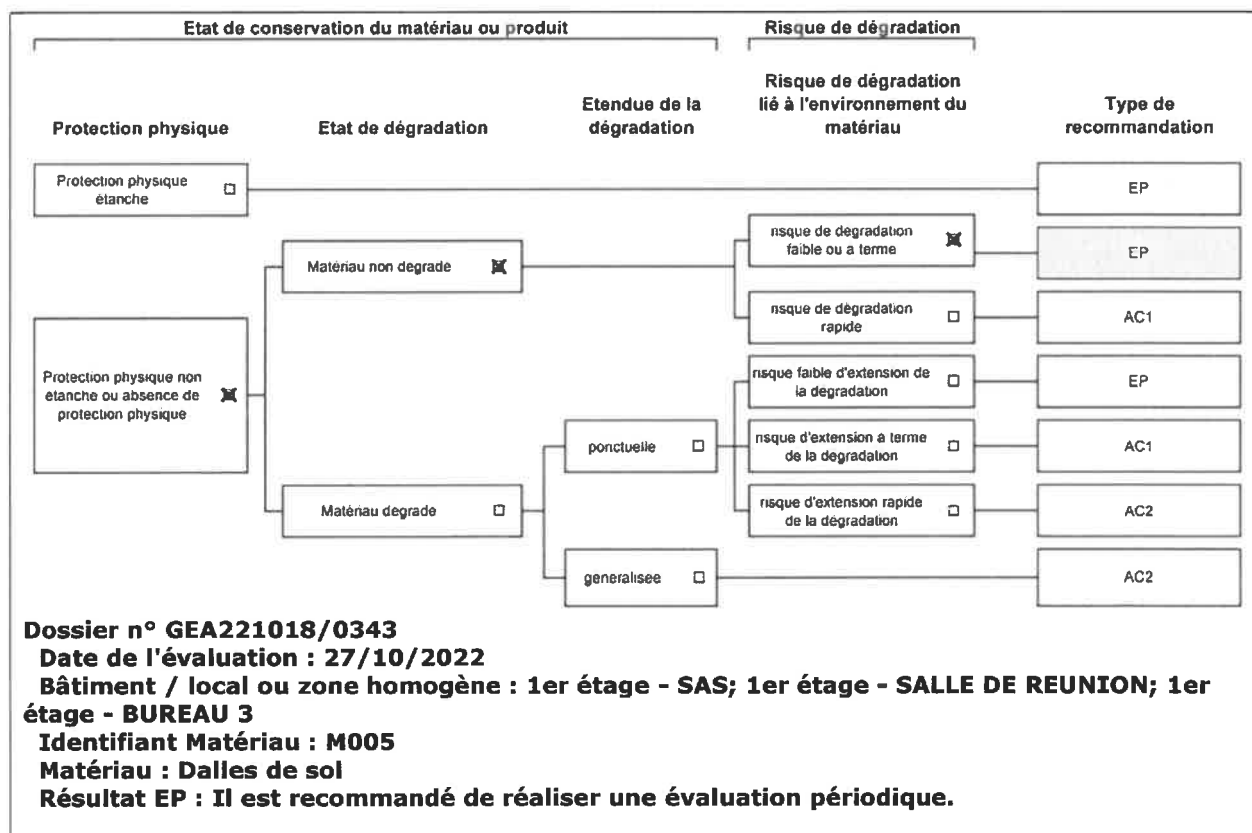 Etat de conservation du matériau ou produit
Risque de dégradation
Protection physique
Etat de dégradation
Etendue de la
dégradation
Risque de dégradation
lié à l'environnement du
matériau
Type de
recommandation
Protection physique
étanche
EP
risque de dégradation
faible ou a terme
EP
Matériau non degrade
risque de dégradation
rapide
AC1
Protection physique non
étanche ou absence de
protection physique
risque faible d'extension de
la degradation
EP
ponctuelle
risque d'extension a terme
de la degradation
AC1
Matériau degrade
risque d'extension rapide
de la dégradation
AC2
generalisee
AC2
Dossier n° GEA221018/0343
Date de l'évaluation : 27/10/2022
Bâtiment / local ou zone homogène : 1er étage - SAS; 1er étage - SALLE DE REUNION; 1er
étage - BUREAU 3
Identifiant Matériau : M005
Matériau : Dalles de sol
Résultat EP : Il est recommandé de réaliser une évaluation périodique.